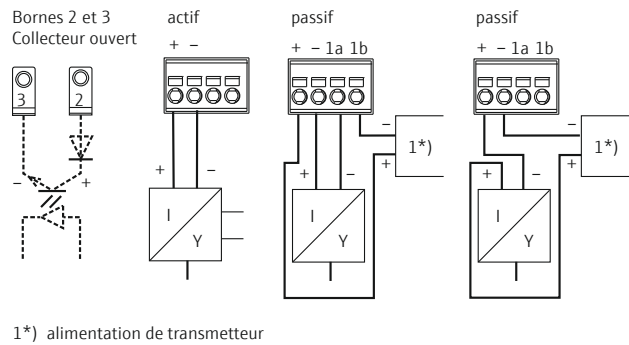 Bornes 2 et 3
Collecteur ouvert
actif
passif
passif
+ –
+ – 1a 1b
+ – 1a 1b
3
2
–
+
+
–
I
Y
+
–
I
Y
–
+
1*)
+
–
I
Y
–
+
1*)
1*) alimentation de transmetteur